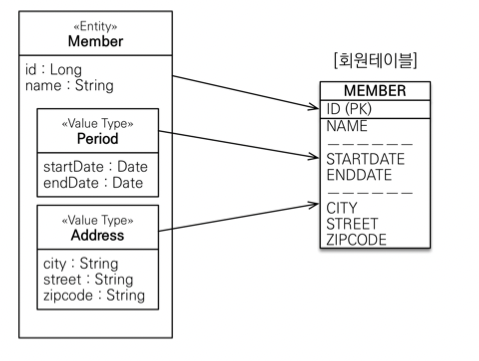 «Entity»
Member
id : Long
name : String
«Value Type»
Period
startDate : Date
endDate : Date
«Value Type»
Address
city : String
street : String
zipcode : String
[회원테이블]
MEMBER
ID (PK)
NAME
STARTDATE
ENDDATE
CITY
STREET
ZIPCODE